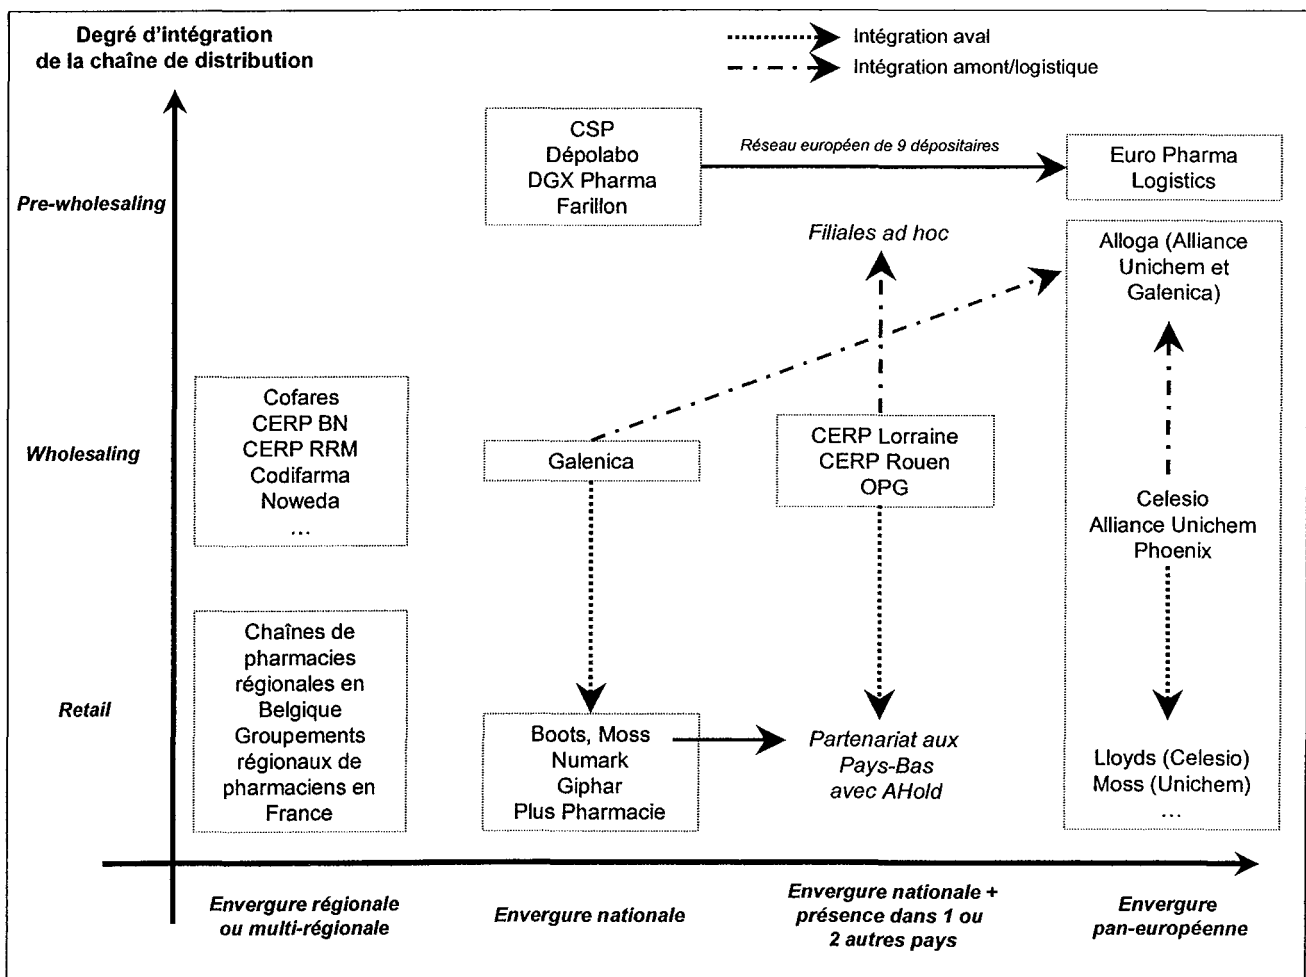 Degré d'intégration
de la chaîne de distribution
Intégration aval
Intégration amont/logistique
Pre-wholesaling
CSP
Dépolabo
DGX Pharma
Farillon
Réseau européen de 9 dépositaires
Euro Pharma
Logistics
Filiales ad hoc
Alloga (Alliance
Unichem et
Galenica)
Wholesaling
Cofares
CERP BN
CERP RRM
Codifarma
Noweda
...
Galenica
CERP Lorraine
CERP Rouen
OPG
Celesio
Alliance Unichem
Phoenix
Retail
Chaînes de
pharmacies
régionales en
Belgique
Groupements
régionaux de
pharmaciens en
France
Boots, Moss
Numark
Giphar
Plus Pharmacie
Partenariat aux
Pays-Bas
avec AHold
Lloyds (Celesio)
Moss (Unichem)
...
Envergure régionale
ou multi-régionale
Envergure nationale
Envergure nationale +
présence dans 1 ou
2 autres pays
Envergure
pan-européenne